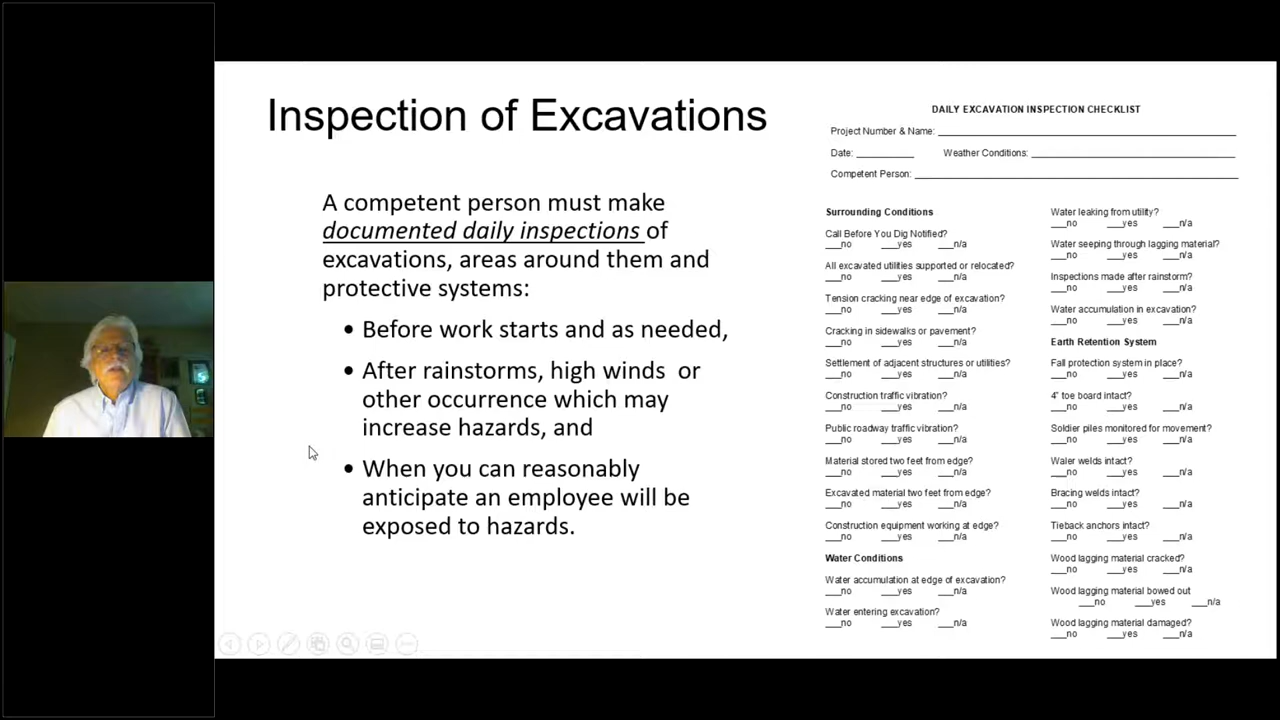 Inspection of Excavations
A competent person must make
documented daily inspections of
excavations, areas around them and
protective systems:
• Before work starts and as needed,
• After rainstorms, high winds or
other occurrence which may
increase hazards, and
• When you can reasonably
anticipate an employee will be
exposed to hazards.
DAILY EXCAVATION INSPECTION CHECKLIST
Project Number & Name: ____
Date: ____ Weather Conditions: ____
Competent Person: ____
Surrounding Conditions
Call Before You Dig Notified?
___no ___yes ___n/a
All excavated utilities supported or relocated?
___no ___yes ___n/a
Tension cracking near edge of excavation?
___no ___yes ___n/a
Cracking in sidewalks or pavement?
___no ___yes ___n/a
Settlement of adjacent structures or utilities?
___no ___yes ___n/a
Construction traffic vibration?
___no ___yes ___n/a
Public roadway traffic vibration?
___no ___yes ___n/a
Material stored two feet from edge?
___no ___yes ___n/a
Excavated material two feet from edge?
___no ___yes ___n/a
Construction equipment working at edge?
___no ___yes ___n/a
Water Conditions
Water accumulation at edge of excavation?
___no ___yes ___n/a
Water entering excavation?
___no ___yes ___n/a
Water leaking from utility?
___no ___yes ___n/a
Water seeping through lagging material?
___no ___yes ___n/a
Inspections made after rainstorm?
___no ___yes ___n/a
Water accumulation in excavation?
___no ___yes ___n/a
Earth Retention System
Fall protection system in place?
___no ___yes ___n/a
4" toe board intact?
___no ___yes ___n/a
Soldier piles monitored for movement?
___no ___yes ___n/a
Waler welds intact?
___no ___yes ___n/a
Bracing welds intact?
___no ___yes ___n/a
Tieback anchors intact?
___no ___yes ___n/a
Wood lagging material cracked?
___no ___yes ___n/a
Wood lagging material bowed out
___no ___yes ___n/a
Wood lagging material damaged?
___no ___yes ___n/a